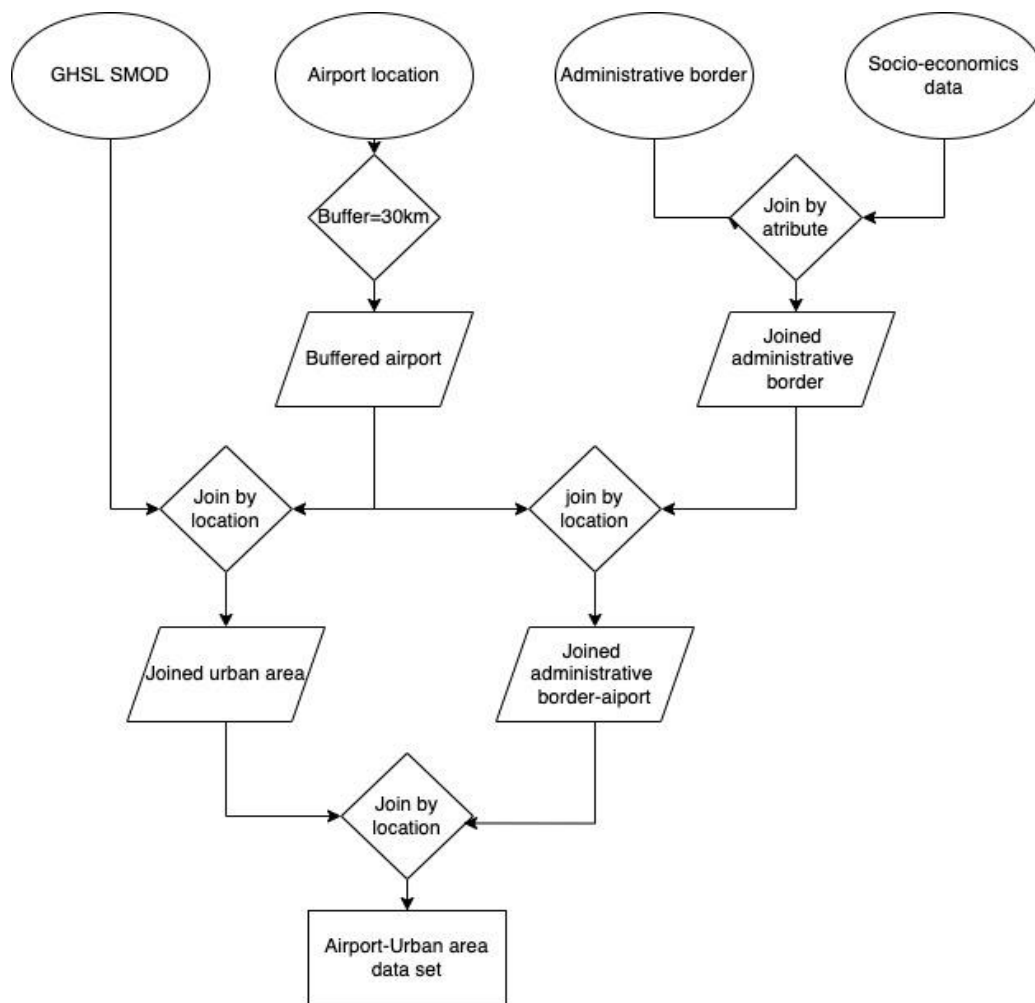 GHSL SMOD
Airport location
Administrative border
Socio-economics
data
Buffer=30km
Join by
atribute
Buffered airport
Joined
administrative
border
Join by
location
join by
location
Joined urban area
Joined
administrative
border-aiport
Join by
location
Airport-Urban area
data set